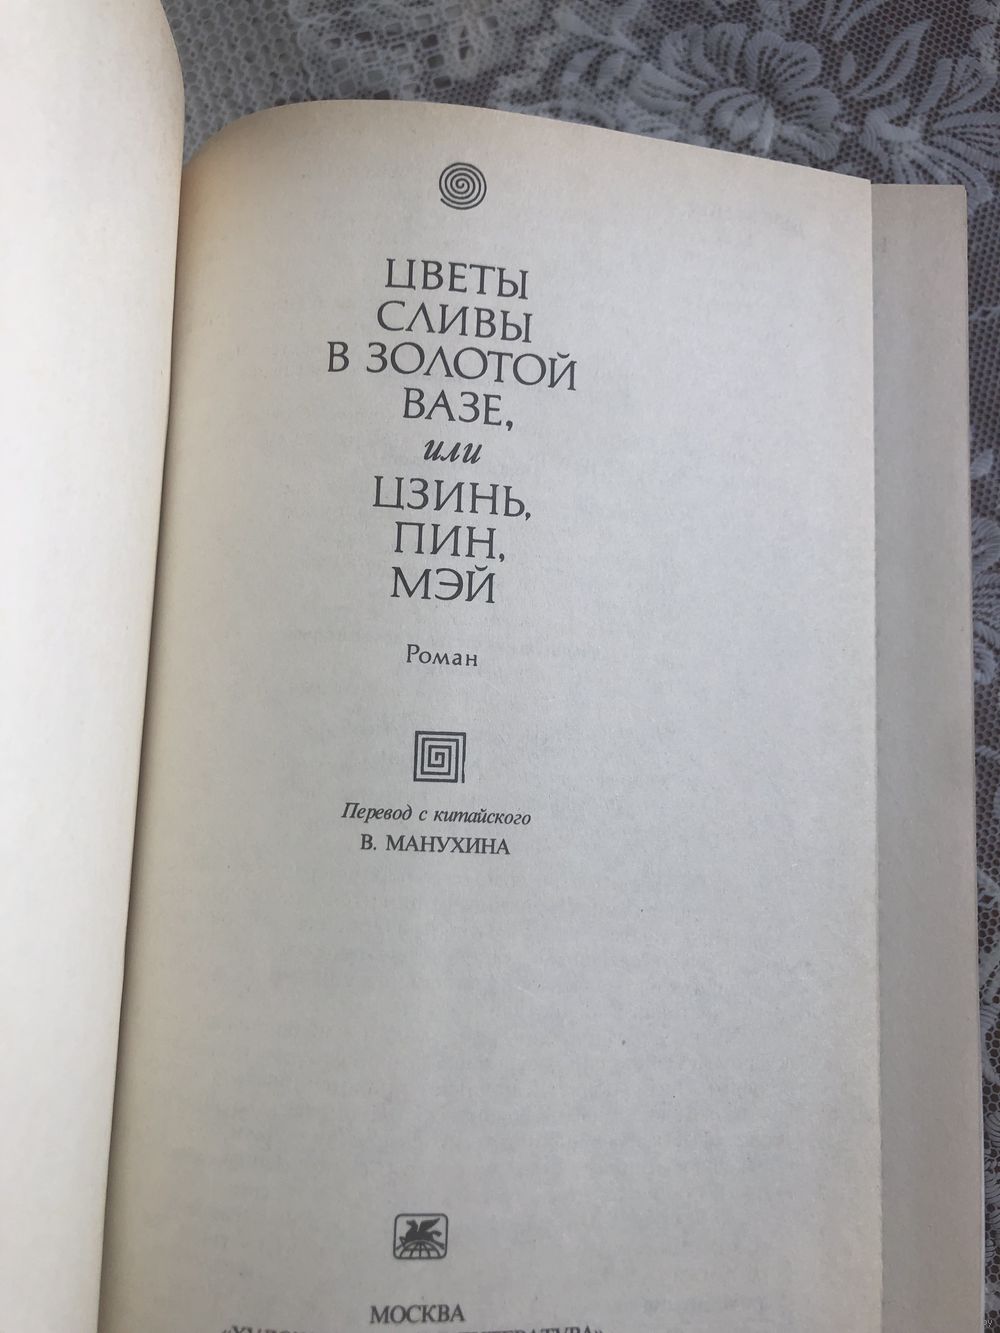 ЦВЕТЫ
СЛИВЫ
В ЗОЛОТОЙ
ВАЗЕ,
или
ЦЗИНЬ,
ПИН,
МЭЙ
Роман
Перевод с китайского
В. МАНУХИНА
МОСКВА